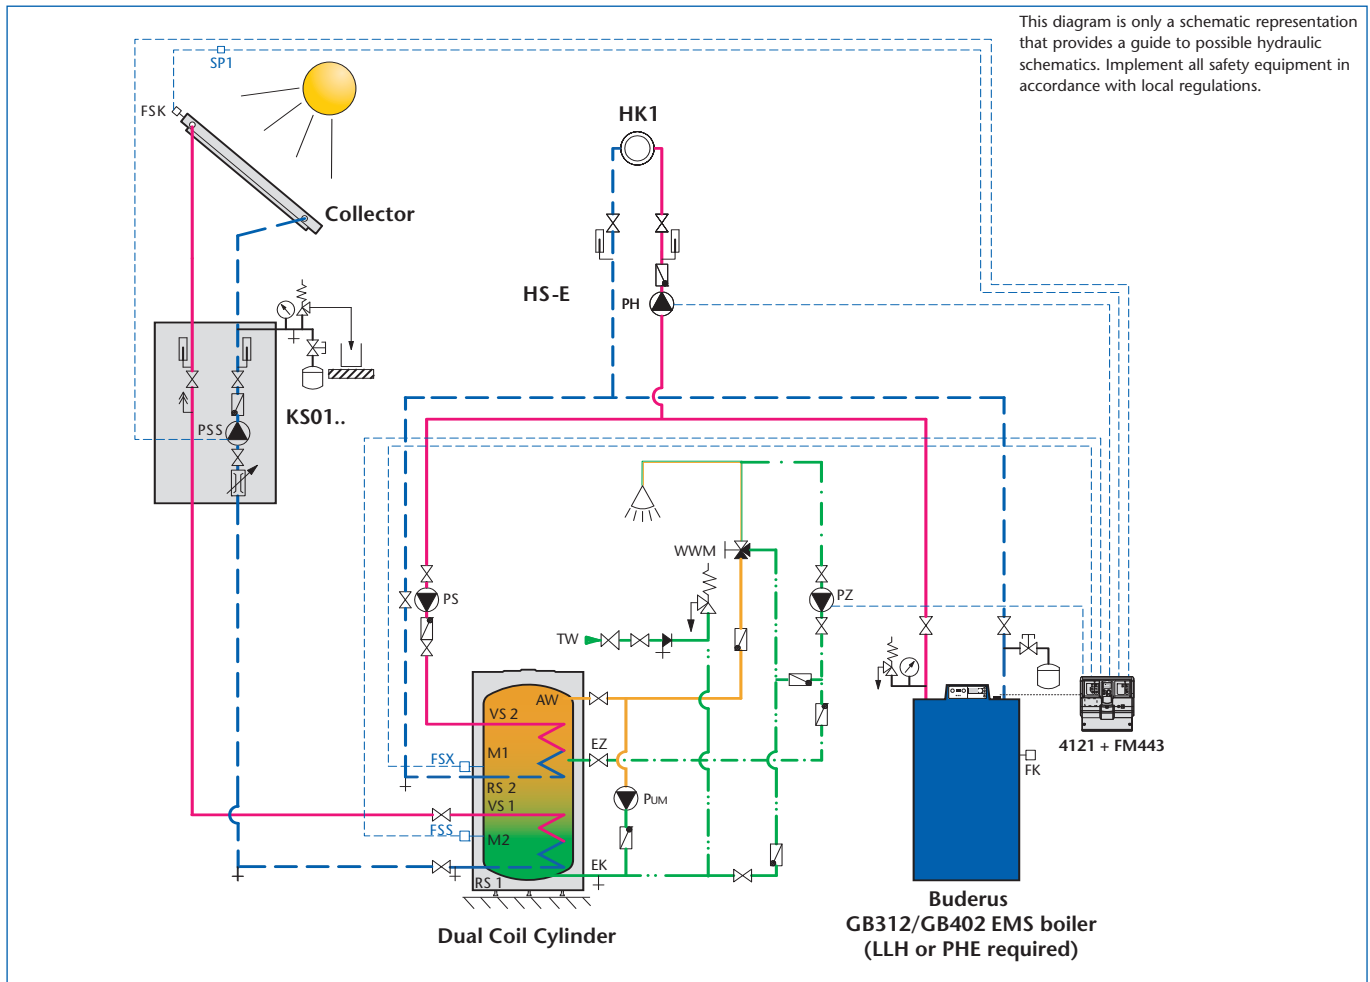 This diagram is only a schematic representation
that provides a guide to possible hydraulic
schematics. Implement all safety equipment in
accordance with local regulations.
SP1
FSK
HK1
Collector
HS-E
PH
KS01..
PSS
WWM
PS
PZ
TW
AW
VS 2
EZ
M1
FSX
RS 2
VS 1
PUM
FSS
M2
EK
RS 1
4121 + FM443
FK
Dual Coil Cylinder
Buderus
GB312/GB402 EMS boiler
(LLH or PHE required)